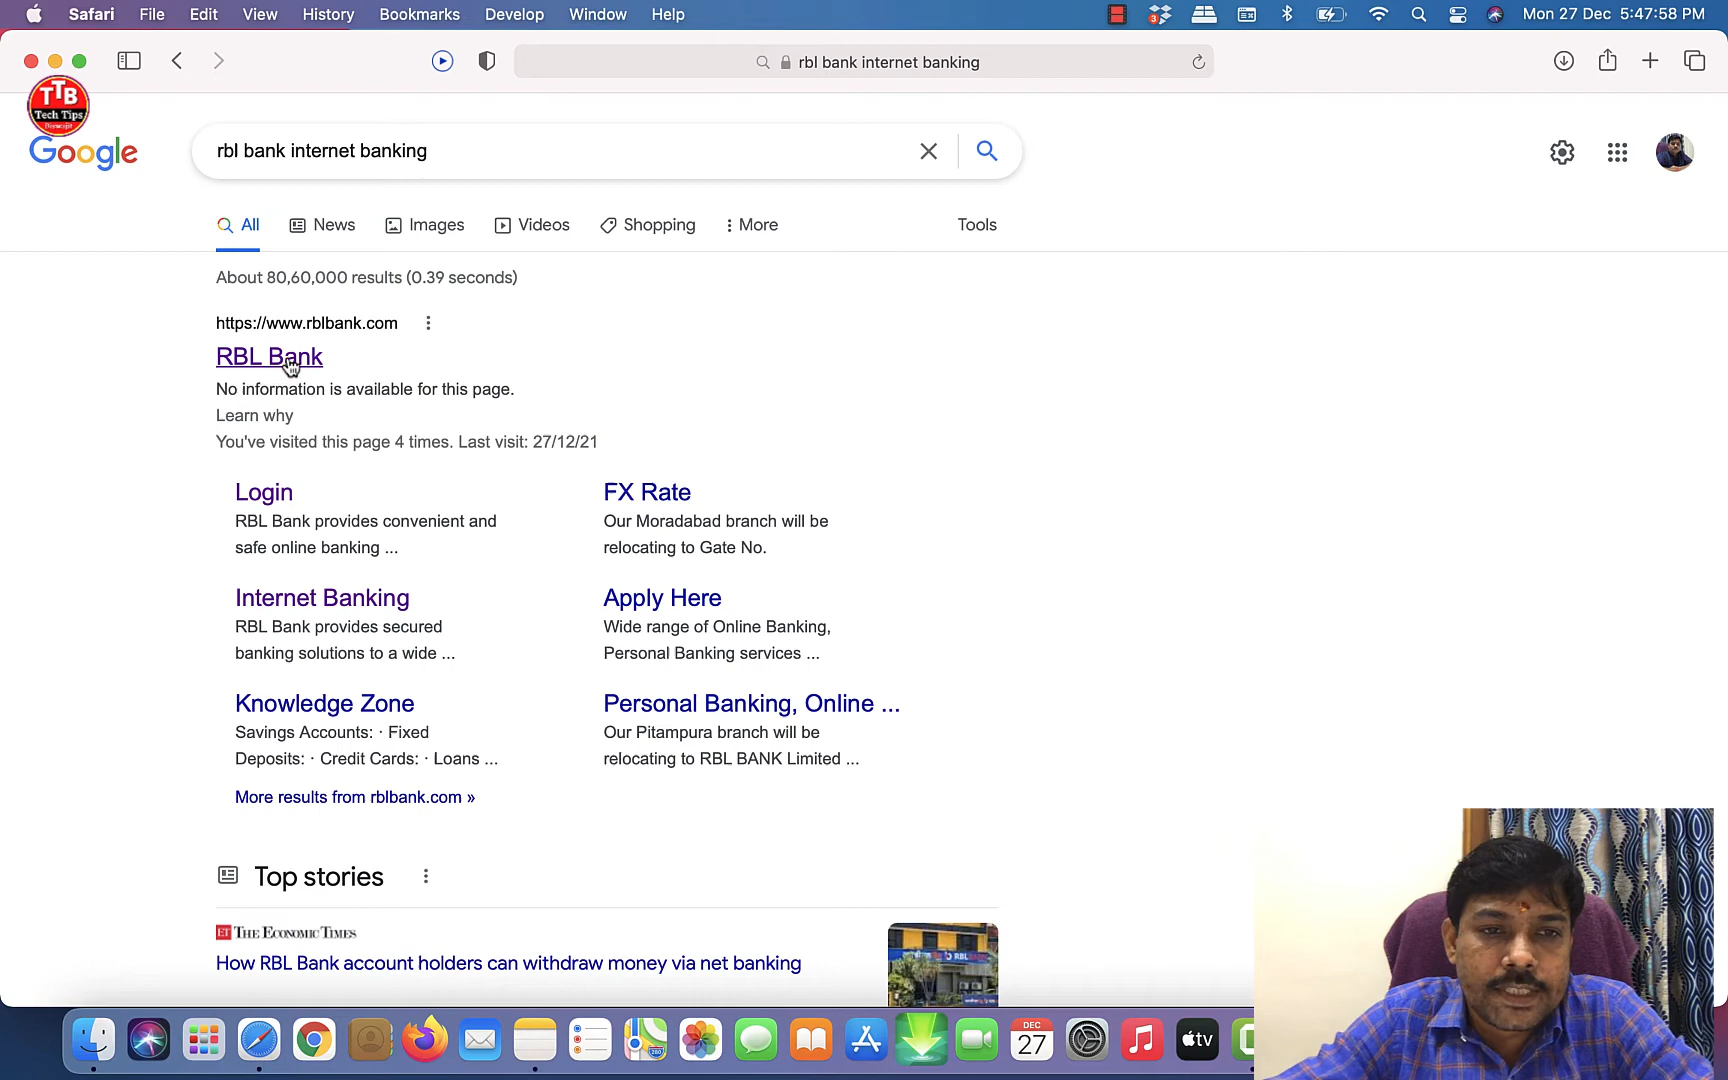 Safari File Edit View History Bookmarks Develop Window Help Mon 27 Dec 5:47:58 PM
rbl bank internet banking
TTB
Tech Tips
Google
rbl bank internet banking
All News Images Videos Shopping More Tools
About 80,60,000 results (0.39 seconds)
https://www.rblbank.com
RBL Bank
No information is available for this page.
Learn why
You've visited this page 4 times. Last visit: 27/12/21
Login
RBL Bank provides convenient and
safe online banking ...
FX Rate
Our Moradabad branch will be
relocating to Gate No.
Internet Banking
RBL Bank provides secured
banking solutions to a wide ...
Apply Here
Wide range of Online Banking,
Personal Banking services ...
Knowledge Zone
Savings Accounts: · Fixed
Deposits: · Credit Cards: · Loans ...
Personal Banking, Online ...
Our Pitampura branch will be
relocating to RBL BANK Limited ...
More results from rblbank.com »
Top stories
ET THE ECONOMIC TIMES
How RBL Bank account holders can withdraw money via net banking
RBL
DEC
27
280
tv
3